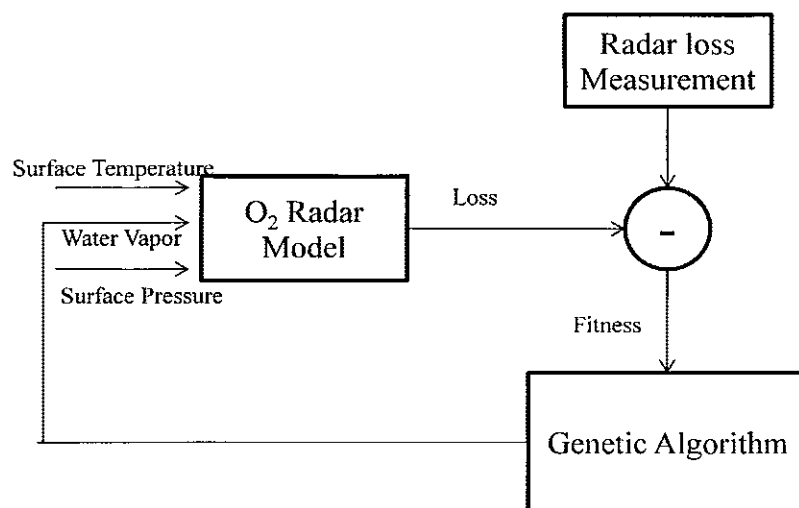 Radar loss
Measurement
Surface Temperature
O₂ Radar
Model
Loss
Water Vapor
-
Surface Pressure
Fitness
Genetic Algorithm